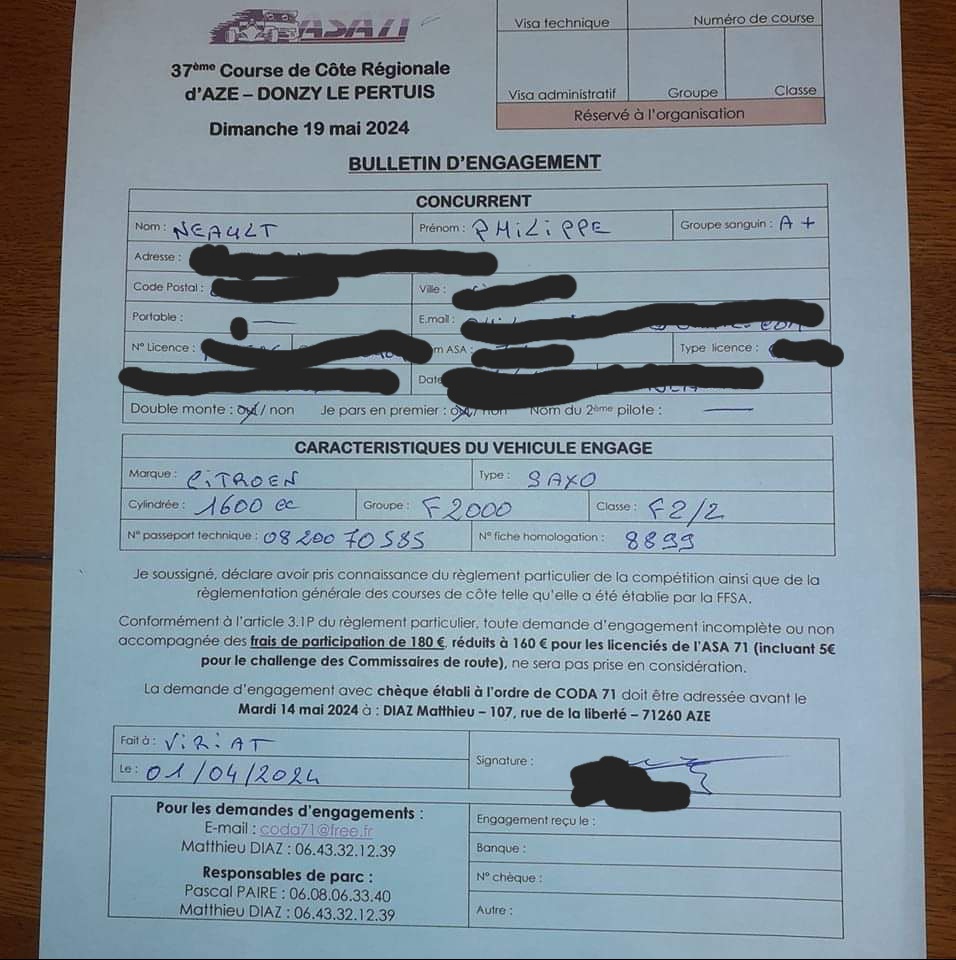 ASA71
Visa technique Numéro de course
37ème Course de Côte Régionale
d'AZE – DONZY LE PERTUIS
Visa administratif Groupe Classe
Réservé à l'organisation
Dimanche 19 mai 2024
BULLETIN D'ENGAGEMENT
CONCURRENT
Nom : NEAULT Prénom : PHILIPPE Groupe sanguin : A +
Adresse :
Code Postal : Ville :
Portable : E.mail :
N° Licence : m ASA : Type licence :
Date
Double monte : oui / non Je pars en premier : oui / non Nom du 2ème pilote :
CARACTERISTIQUES DU VEHICULE ENGAGE
Marque : CITROEN Type : SAXO
Cylindrée : 1600 cc Groupe : F2000 Classe : F2/2
N° passeport technique : 0820070585 N° fiche homologation : 8899
Je soussigné, déclare avoir pris connaissance du règlement particulier de la compétition ainsi que de la
règlementation générale des courses de côte telle qu'elle a été établie par la FFSA.
Conformément à l'article 3.1P du règlement particulier, toute demande d'engagement incomplète ou non
accompagnée des frais de participation de 180 €, réduits à 160 € pour les licenciés de l'ASA 71 (incluant 5€
pour le challenge des Commissaires de route), ne sera pas prise en considération.
La demande d'engagement avec chèque établi à l'ordre de CODA 71 doit être adressée avant le
Mardi 14 mai 2024 à : DIAZ Matthieu – 107, rue de la liberté – 71260 AZE
Fait à : VIRIAT
Le : 01/04/2024
Signature :
Pour les demandes d'engagements :
E-mail : coda71@free.fr
Matthieu DIAZ : 06.43.32.12.39
Responsables de parc :
Pascal PAIRE : 06.08.06.33.40
Matthieu DIAZ : 06.43.32.12.39
Engagement reçu le :
Banque :
N° chèque :
Autre :